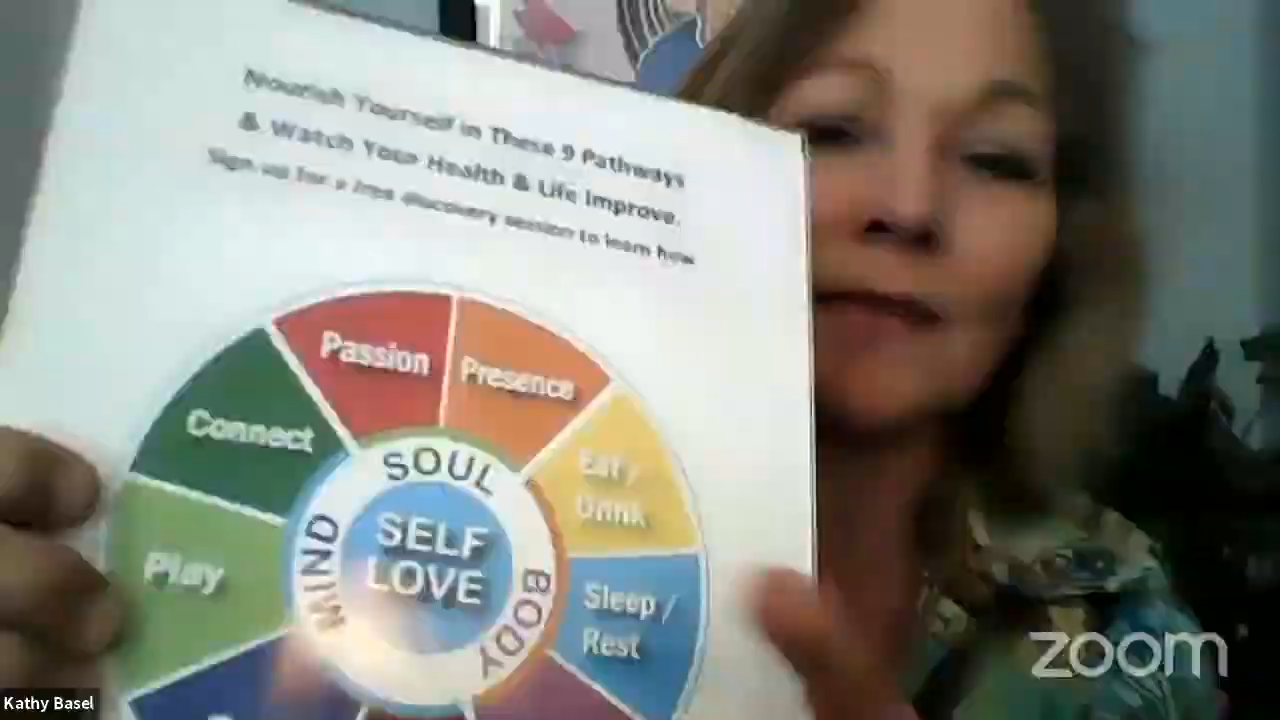 Nourish Yourself in These 9 Pathways
& Watch Your Health & Life Improve.
Sign up for a free discovery session to learn how
Passion
Presence
Connect
Eat /
Drink
SOUL
SELF
LOVE
MIND
BODY
Play
Sleep /
Rest
zoom
Kathy Basel